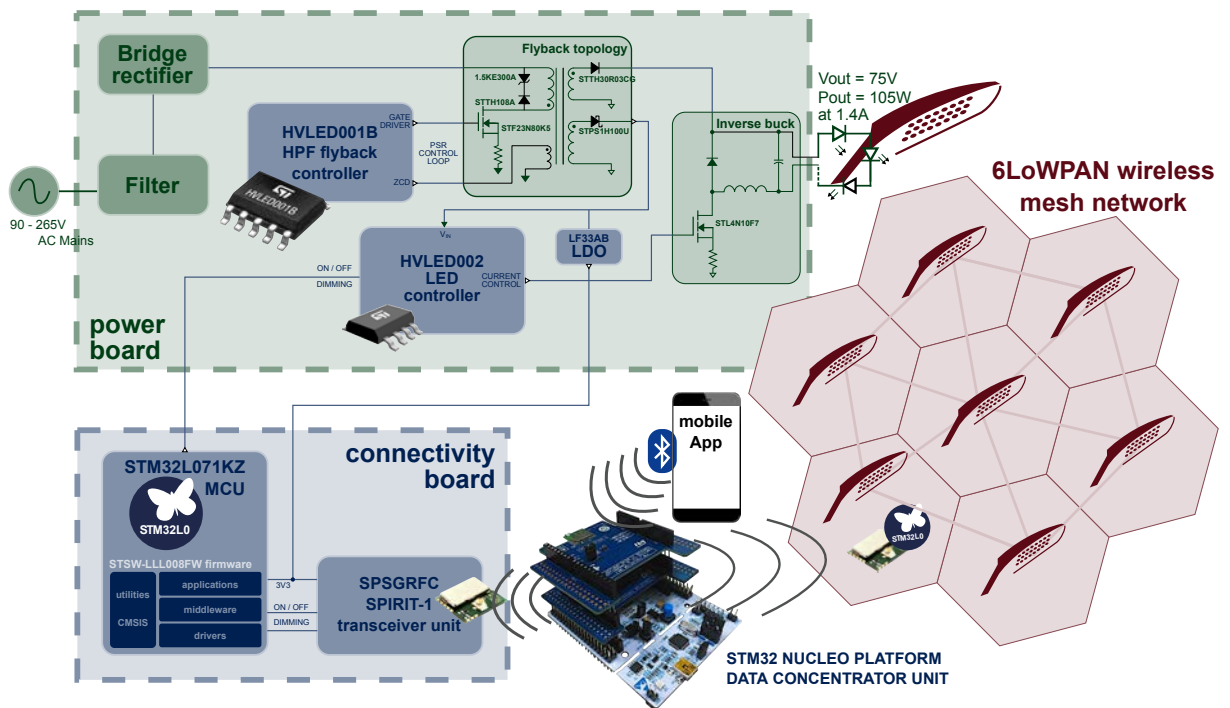 Bridge
rectifier
Filter
90 - 265V
AC Mains
HVLED001B
HPF flyback
controller
GATE
DRIVER
PSR
CONTROL
LOOP
ZCD
HVLED001B
Flyback topology
1.5KE300A
STTH108A
STF23N80K5
STTH30R03CG
STPS1H100U
Inverse buck
STL4N10F7
Vout = 75V
Pout = 105W
at 1.4A
VIN
HVLED002
LED
controller
ON / OFF
DIMMING
CURRENT
CONTROL
LF33AB
LDO
power
board
6LoWPAN wireless
mesh network
connectivity
board
STM32L071KZ
MCU
STM32L0
STSW-LLL008FW firmware
utilities
CMSIS
applications
middleware
drivers
3V3
ON / OFF
DIMMING
SPSGRFC
SPIRIT-1
transceiver unit
mobile
App
STM32L0
STM32 NUCLEO PLATFORM
DATA CONCENTRATOR UNIT